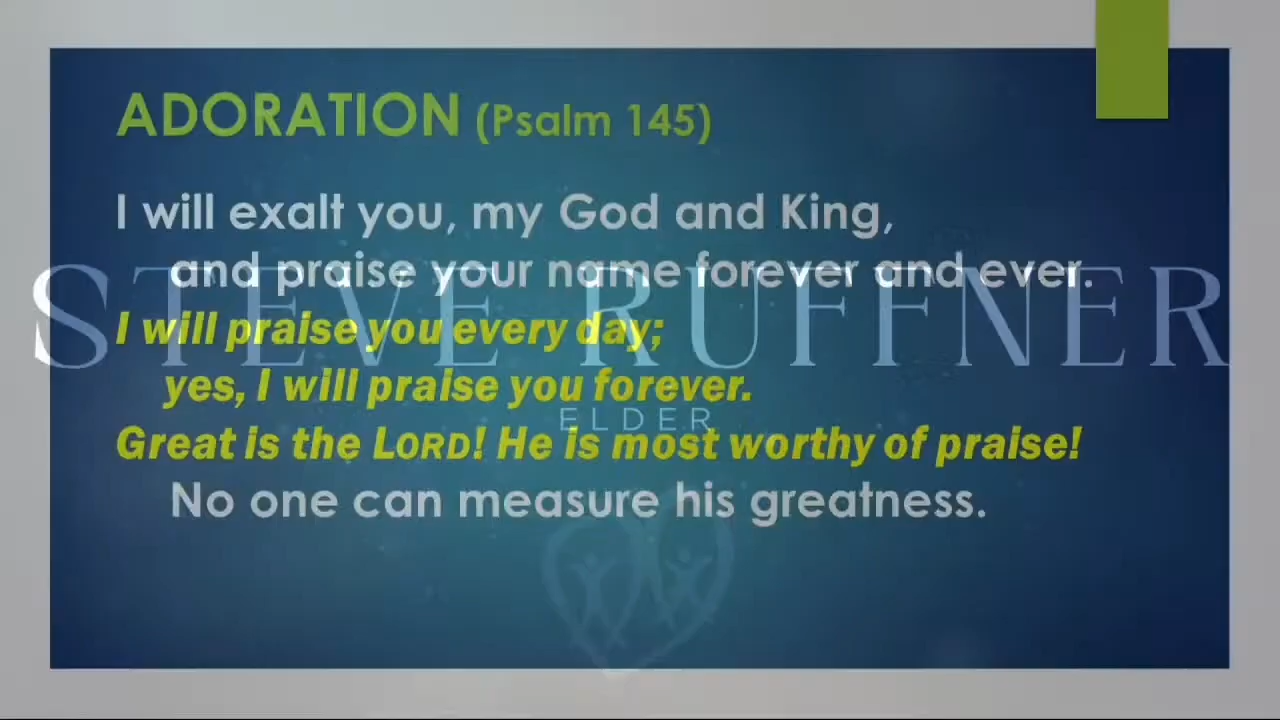 ADORATION (Psalm 145)
I will exalt you, my God and King,
and praise your name forever and ever.
STEVE RUFFNER
I will praise you every day;
yes, I will praise you forever.
ELDER
Great is the LORD! He is most worthy of praise!
No one can measure his greatness.